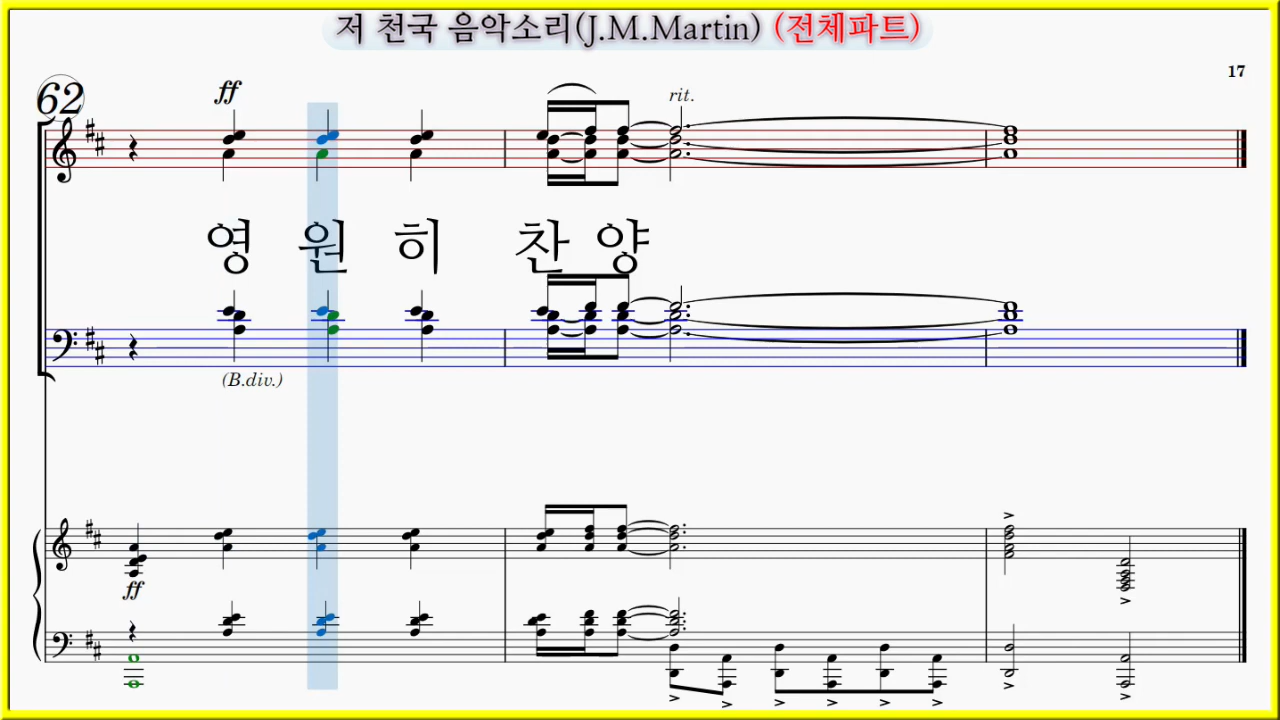 저 천국 음악소리(J.M.Martin) (전체파트)
17
62
ff
rit.
영 원 히 찬 양
(B.div.)
ff